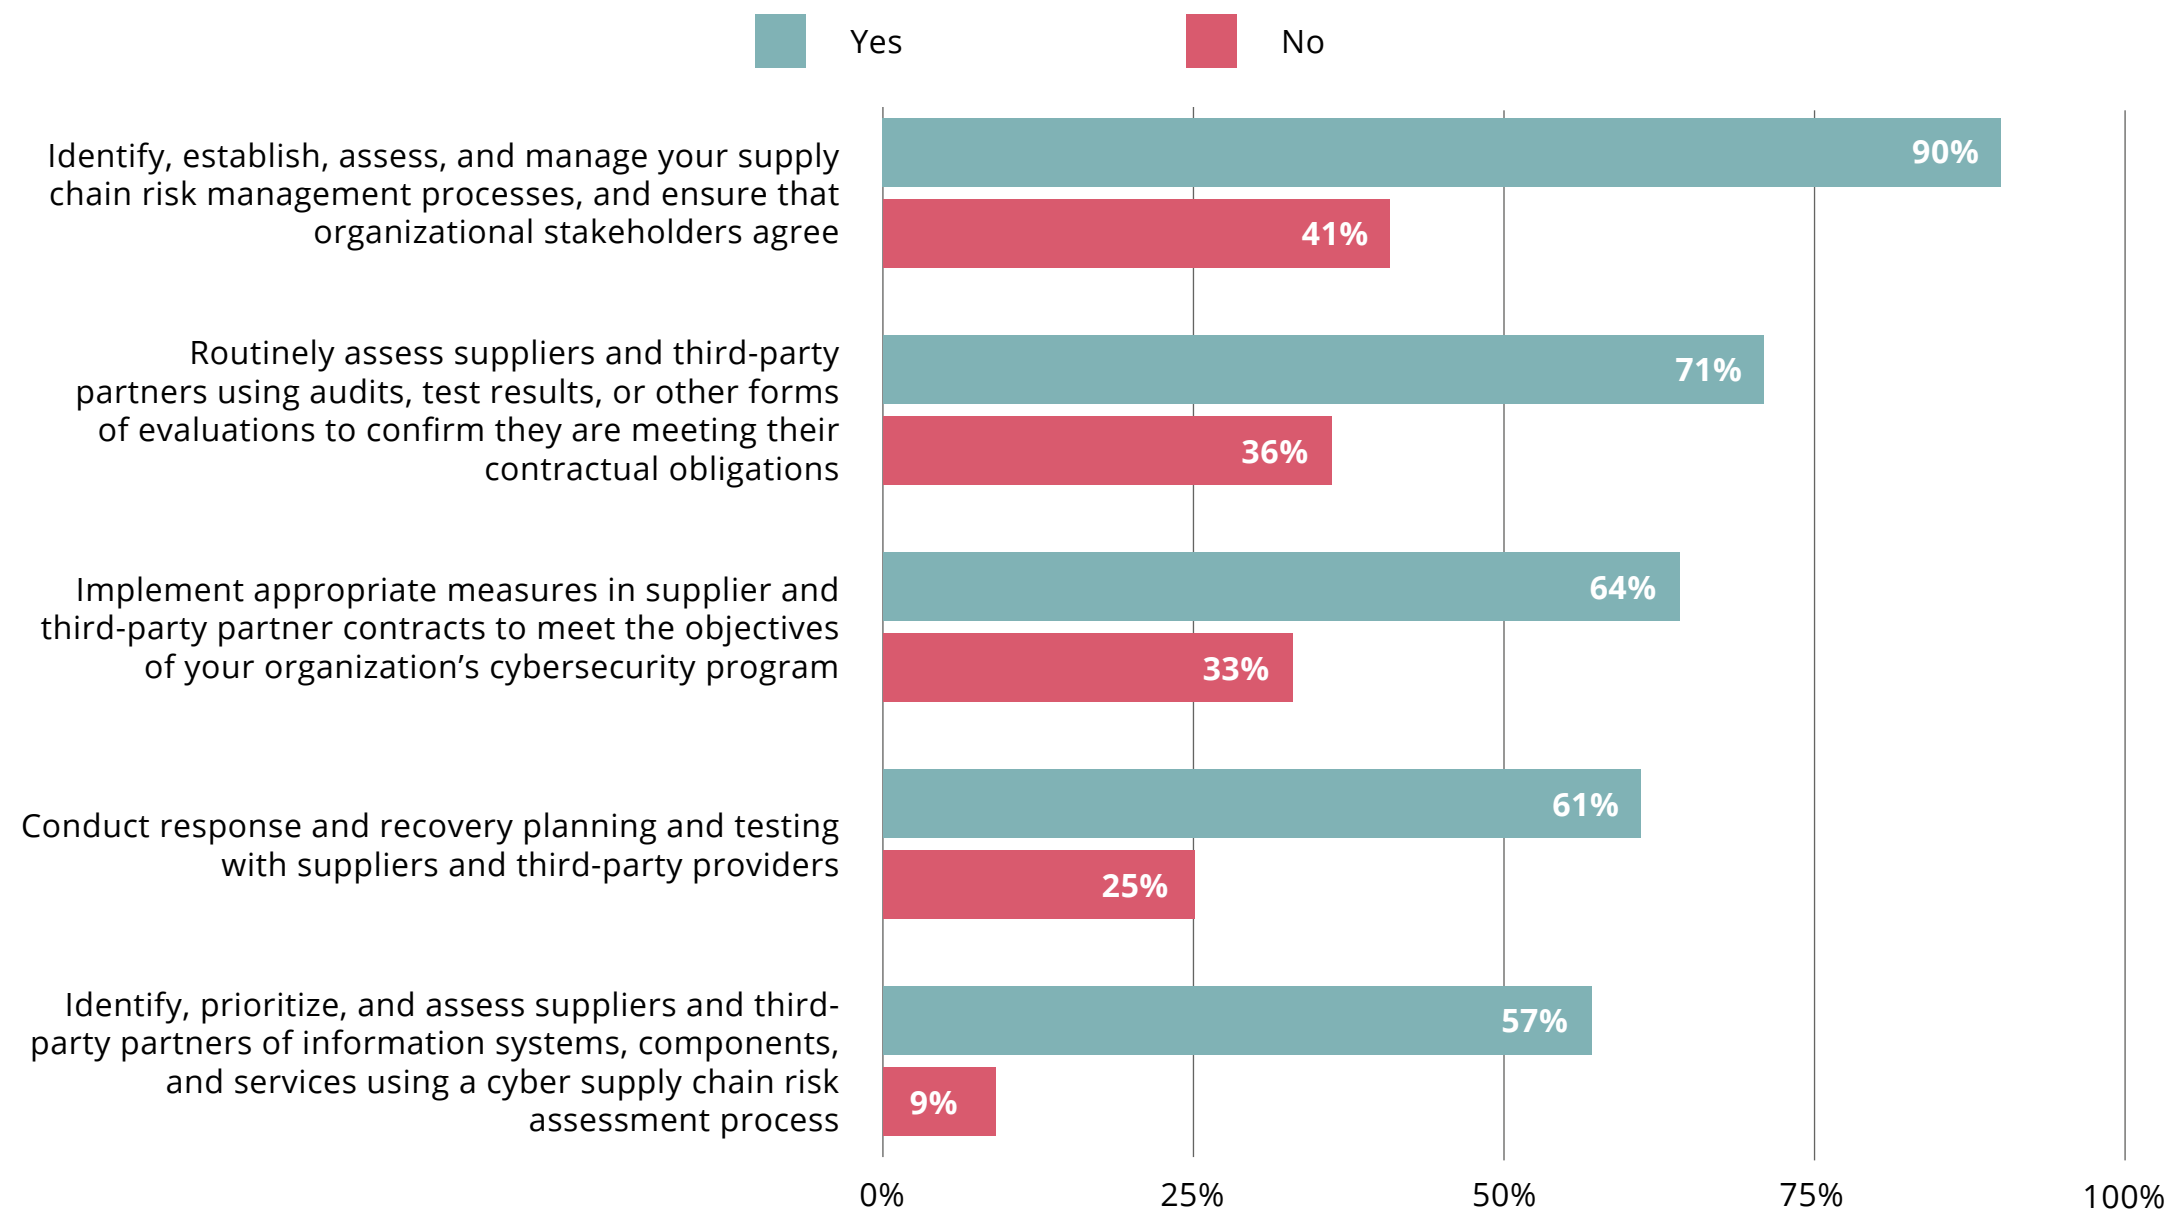 Yes
No
Identify, establish, assess, and manage your supply
chain risk management processes, and ensure that
organizational stakeholders agree
90%
41%
Routinely assess suppliers and third-party
partners using audits, test results, or other forms
of evaluations to confirm they are meeting their
contractual obligations
71%
36%
Implement appropriate measures in supplier and
third-party partner contracts to meet the objectives
of your organization’s cybersecurity program
64%
33%
Conduct response and recovery planning and testing
with suppliers and third-party providers
61%
25%
Identify, prioritize, and assess suppliers and third-
party partners of information systems, components,
and services using a cyber supply chain risk
assessment process
57%
9%
0%
25%
50%
75%
100%